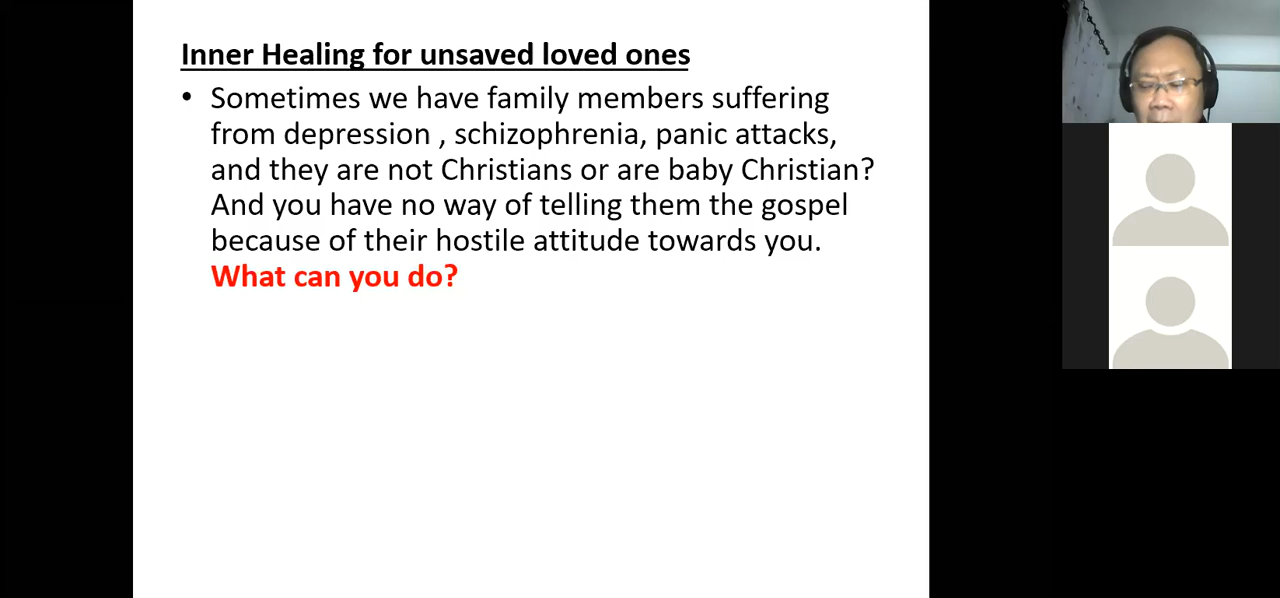 Inner Healing for unsaved loved ones
• Sometimes we have family members suffering
from depression , schizophrenia, panic attacks,
and they are not Christians or are baby Christian?
And you have no way of telling them the gospel
because of their hostile attitude towards you.
What can you do?